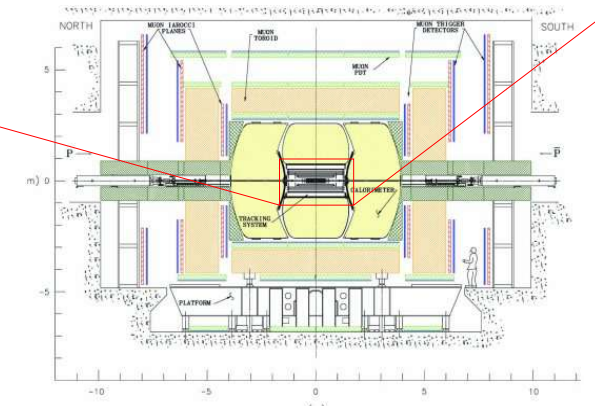 NORTH
MUON (AROCC)
PLANES
MUON
TOROID
MUON TRIGGER
DETECTORS
SOUTH
MUON
PDT
5
P
P̅
m) 0
CALORIMETER
TRACKING
SYSTEM
PLATFORM
-5
-10
-5
0
5
10